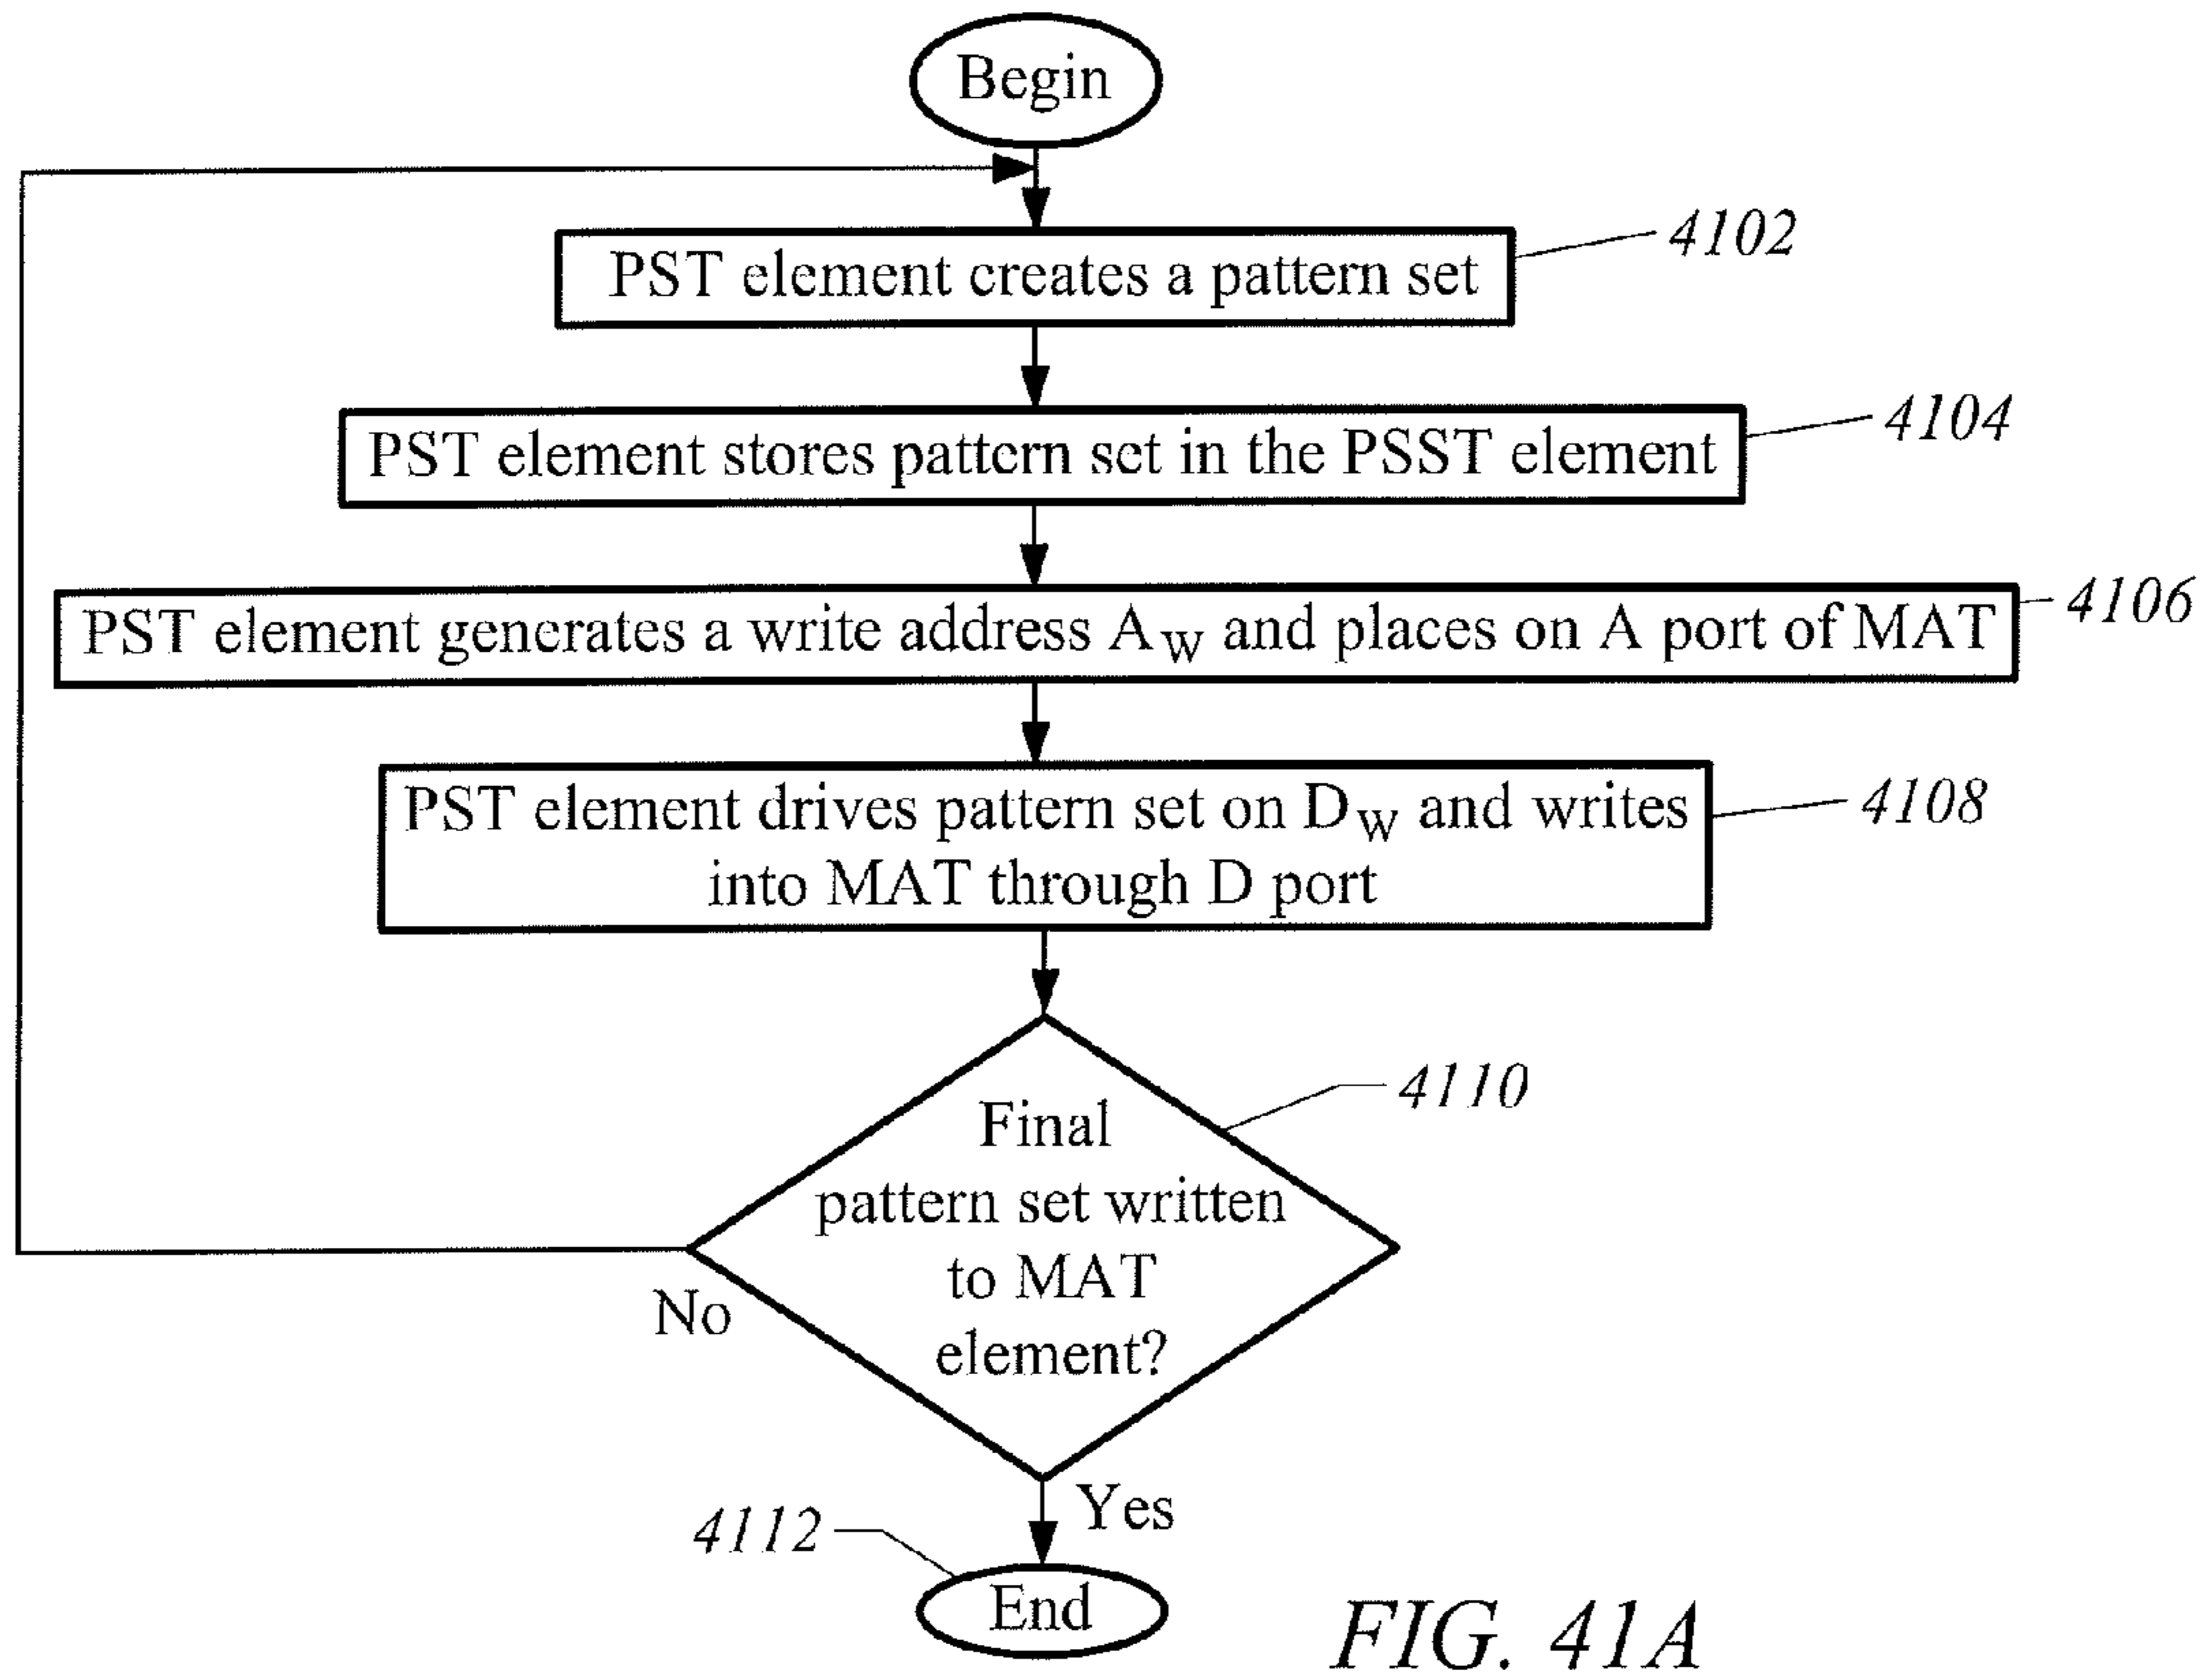 Begin
PST element creates a pattern set
4102
PST element stores pattern set in the PSST element
4104
PST element generates a write address AW and places on A port of MAT
4106
PST element drives pattern set on DW and writes
into MAT through D port
4108
Final
pattern set written
to MAT
element?
4110
No
Yes
4112
End
FIG. 41A